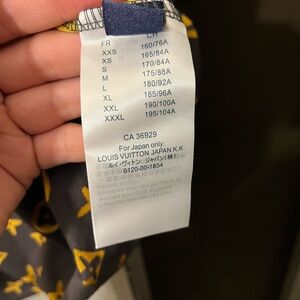 FR CH
XXS 160/76A
XS 165/84A
S 170/84A
M 175/88A
L 180/92A
XL 185/96A
XXL 190/100A
XXXL 195/104A
CA 36929
For Japan only:
LOUIS VUITTON JAPAN K.K.
ルイ・ヴィトン ジャパン(株)
0120-00-1854